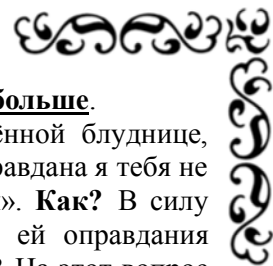 больше.
ённой блуднице,
равдана я тебя не
». Как? В силу
ей оправдания
? На этот вопрос